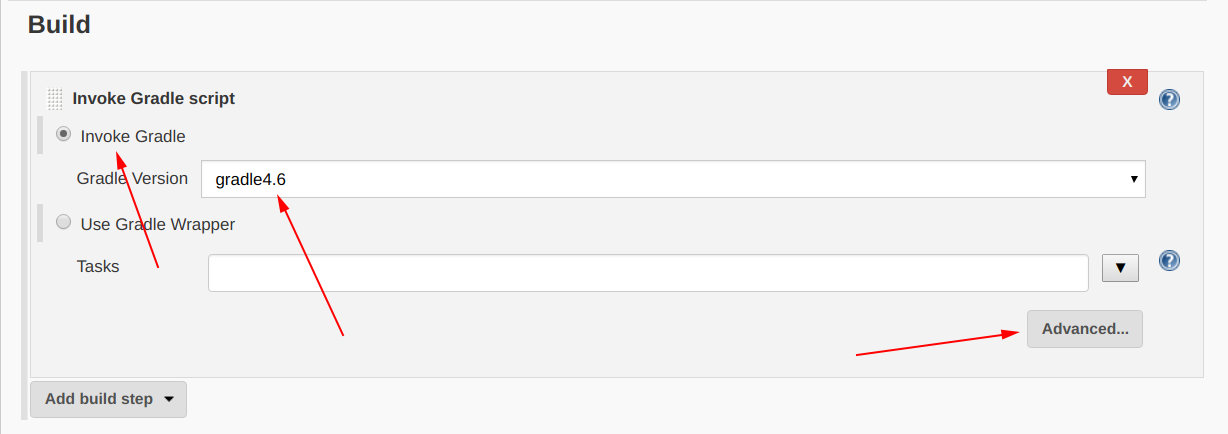 Build
Invoke Gradle script
X
?
Invoke Gradle
Gradle Version
gradle4.6
Use Gradle Wrapper
Tasks
?
Advanced...
Add build step